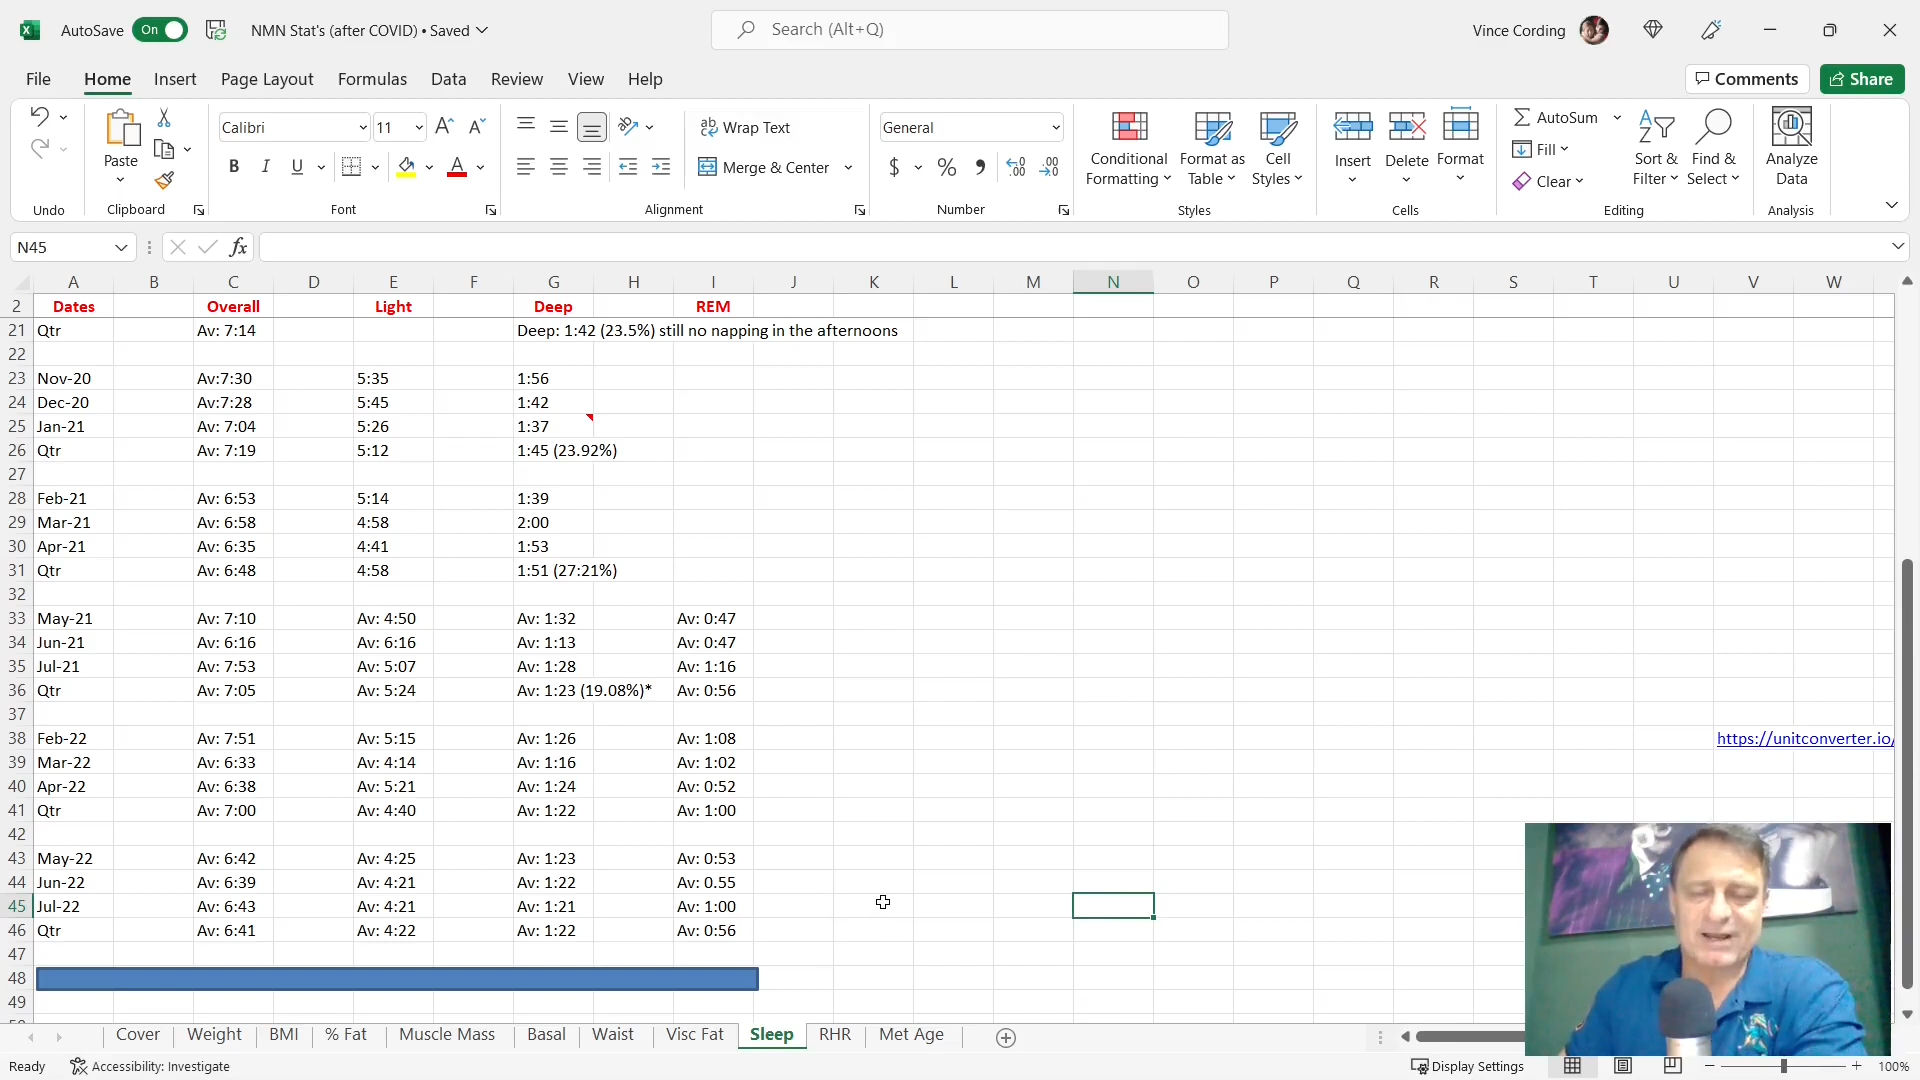 AutoSave On NMN Stat's (after COVID) • Saved Search (Alt+Q) Vince Cording
File Home Insert Page Layout Formulas Data Review View Help Comments Share
Calibri 11 Wrap Text General AutoSum
Paste B I U A Merge & Center $ % Conditional Formatting Format as Table Cell Styles Insert Delete Format Fill Clear Sort & Filter Find & Select Analyze Data
Undo Clipboard Font Alignment Number Styles Cells Editing Analysis
N45 fx
A B C D E F G H I J K L M N O P Q R S T U V W
2 Dates Overall Light Deep REM
21 Qtr Av: 7:14 Deep: 1:42 (23.5%) still no napping in the afternoons
22
23 Nov-20 Av:7:30 5:35 1:56
24 Dec-20 Av:7:28 5:45 1:42
25 Jan-21 Av: 7:04 5:26 1:37
26 Qtr Av: 7:19 5:12 1:45 (23.92%)
27
28 Feb-21 Av: 6:53 5:14 1:39
29 Mar-21 Av: 6:58 4:58 2:00
30 Apr-21 Av: 6:35 4:41 1:53
31 Qtr Av: 6:48 4:58 1:51 (27:21%)
32
33 May-21 Av: 7:10 Av: 4:50 Av: 1:32 Av: 0:47
34 Jun-21 Av: 6:16 Av: 6:16 Av: 1:13 Av: 0:47
35 Jul-21 Av: 7:53 Av: 5:07 Av: 1:28 Av: 1:16
36 Qtr Av: 7:05 Av: 5:24 Av: 1:23 (19.08%)* Av: 0:56
37
38 Feb-22 Av: 7:51 Av: 5:15 Av: 1:26 Av: 1:08 https://unitconverter.io/
39 Mar-22 Av: 6:33 Av: 4:14 Av: 1:16 Av: 1:02
40 Apr-22 Av: 6:38 Av: 5:21 Av: 1:24 Av: 0:52
41 Qtr Av: 7:00 Av: 4:40 Av: 1:22 Av: 1:00
42
43 May-22 Av: 6:42 Av: 4:25 Av: 1:23 Av: 0:53
44 Jun-22 Av: 6:39 Av: 4:21 Av: 1:22 Av: 0.55
45 Jul-22 Av: 6:43 Av: 4:21 Av: 1:21 Av: 1:00
46 Qtr Av: 6:41 Av: 4:22 Av: 1:22 Av: 0:56
47
48
49
Cover Weight BMI % Fat Muscle Mass Basal Waist Visc Fat Sleep RHR Met Age
Ready Accessibility: Investigate Display Settings 100%